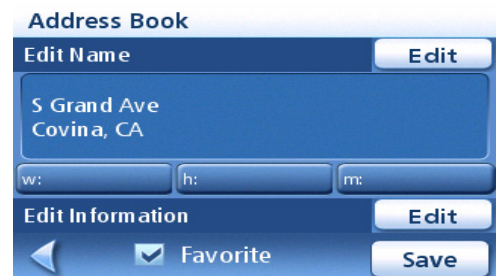 Address Book
Edit Name Edit
S Grand Ave
Covina, CA
w: h: m:
Edit Information Edit
Favorite Save